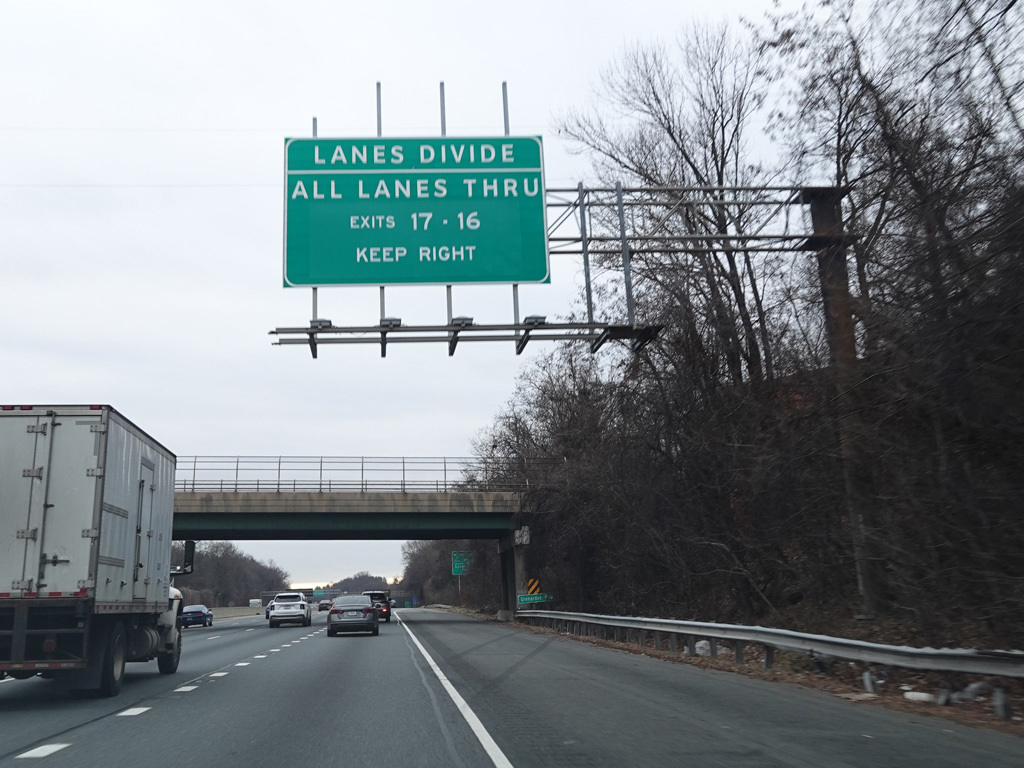 LANES DIVIDE
ALL LANES THRU
EXITS 17 - 16
KEEP RIGHT